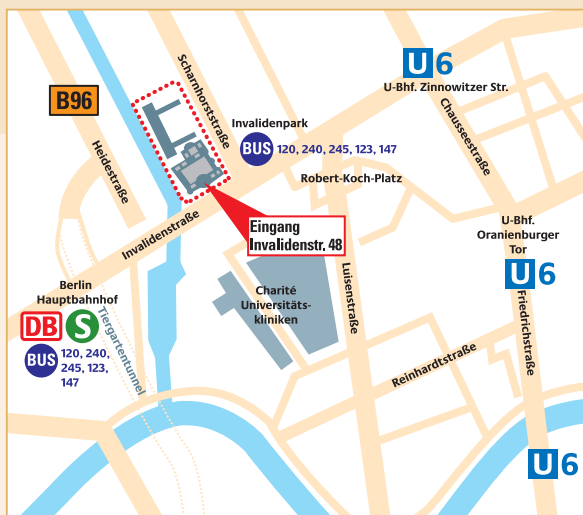 U6
U-Bhf. Zinnowitzer Str.
Scharnhorststraße
B96
Chausseestraße
Invalidenpark
BUS 120, 240, 245, 123, 147
Heidestraße
Robert-Koch-Platz
Invalidenstraße
Eingang
Invalidenstr. 48
U-Bhf.
Oranienburger
Tor
U6
Berlin
Hauptbahnhof
DB S
BUS 120, 240,
245, 123,
147
Tiergartentunnel
Charité
Universitäts-
kliniken
Luisenstraße
Friedrichstraße
Reinhardtstraße
U6